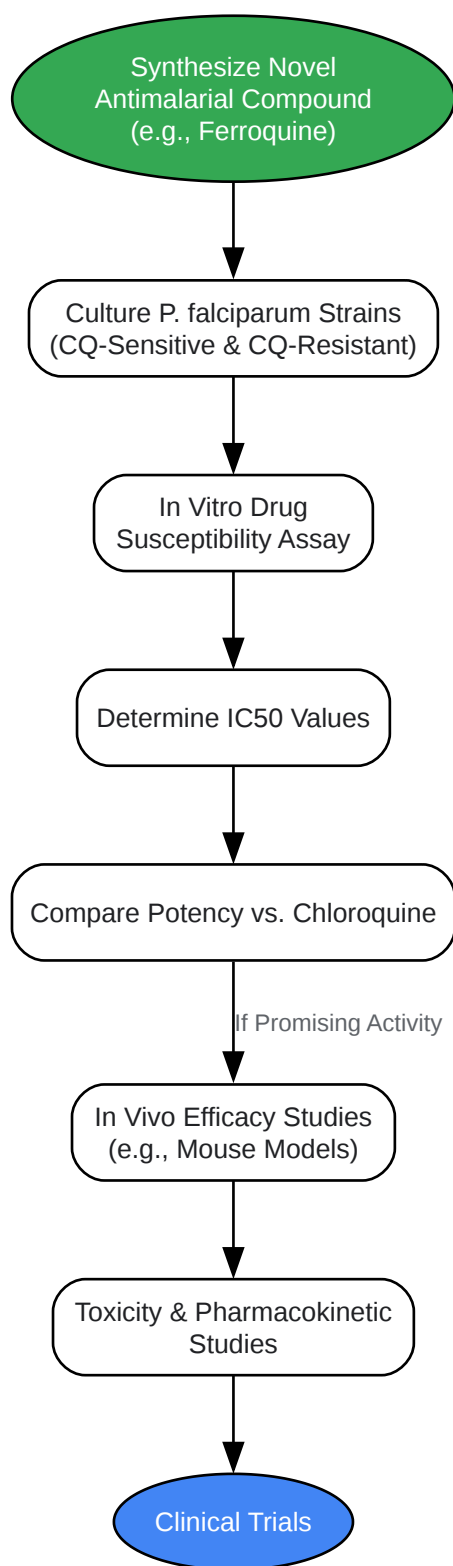 Synthesize Novel
Antimalarial Compound
(e.g., Ferroquine)
Culture P. falciparum Strains
(CQ-Sensitive & CQ-Resistant)
In Vitro Drug
Susceptibility Assay
Determine IC50 Values
Compare Potency vs. Chloroquine
If Promising Activity
In Vivo Efficacy Studies
(e.g., Mouse Models)
Toxicity & Pharmacokinetic
Studies
Clinical Trials